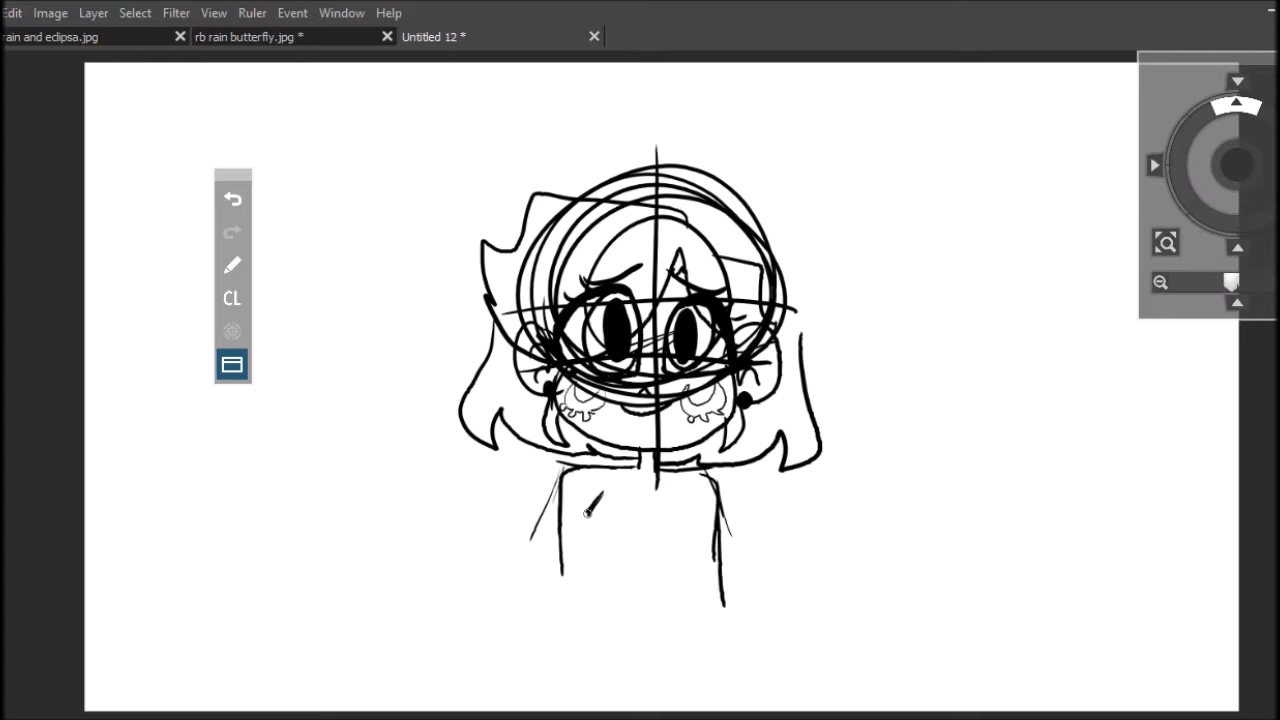 Edit Image Layer Select Filter View Ruler Event Window Help
rain and eclipsa.jpg rb rain butterfly.jpg * Untitled 12 *
CL